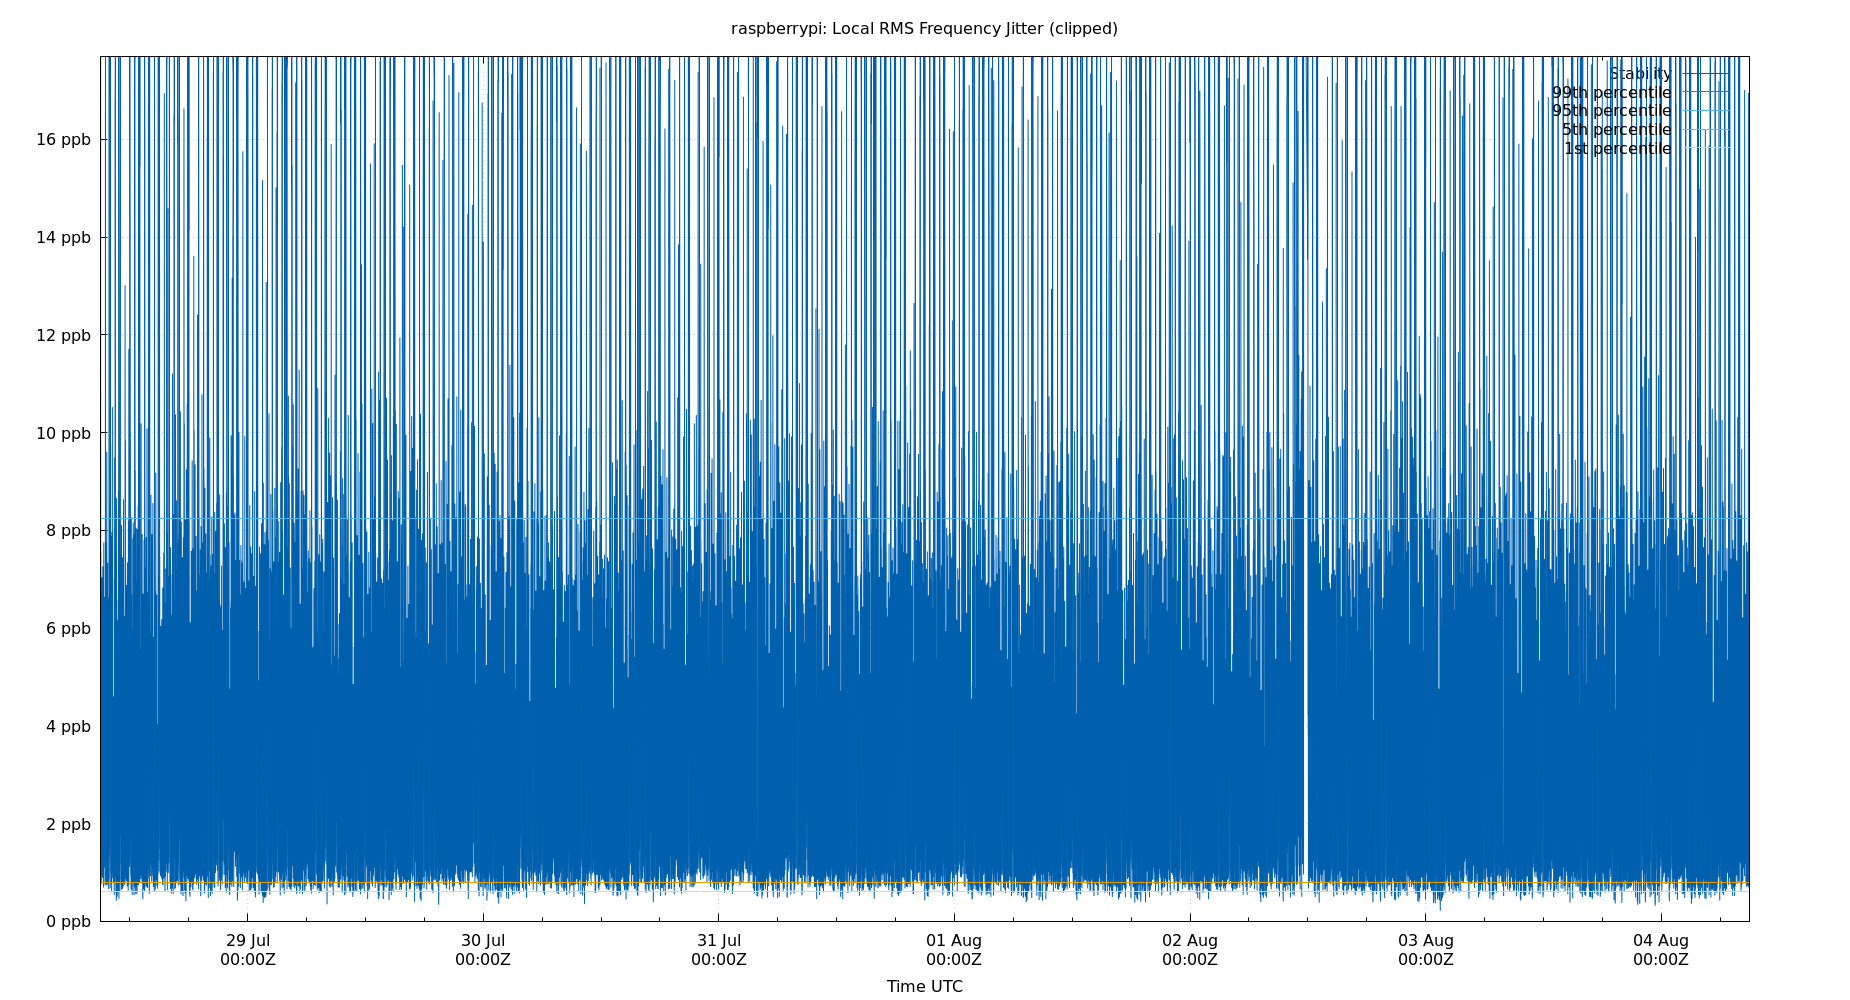 raspberrypi: Local RMS Frequency Jitter (clipped)
Stability
99th percentile
95th percentile
5th percentile
1st percentile
16 ppb
14 ppb
12 ppb
10 ppb
8 ppb
6 ppb
4 ppb
2 ppb
0 ppb
29 Jul 30 Jul 31 Jul 01 Aug 02 Aug 03 Aug 04 Aug
00:00Z 00:00Z 00:00Z 00:00Z 00:00Z 00:00Z 00:00Z
Time UTC